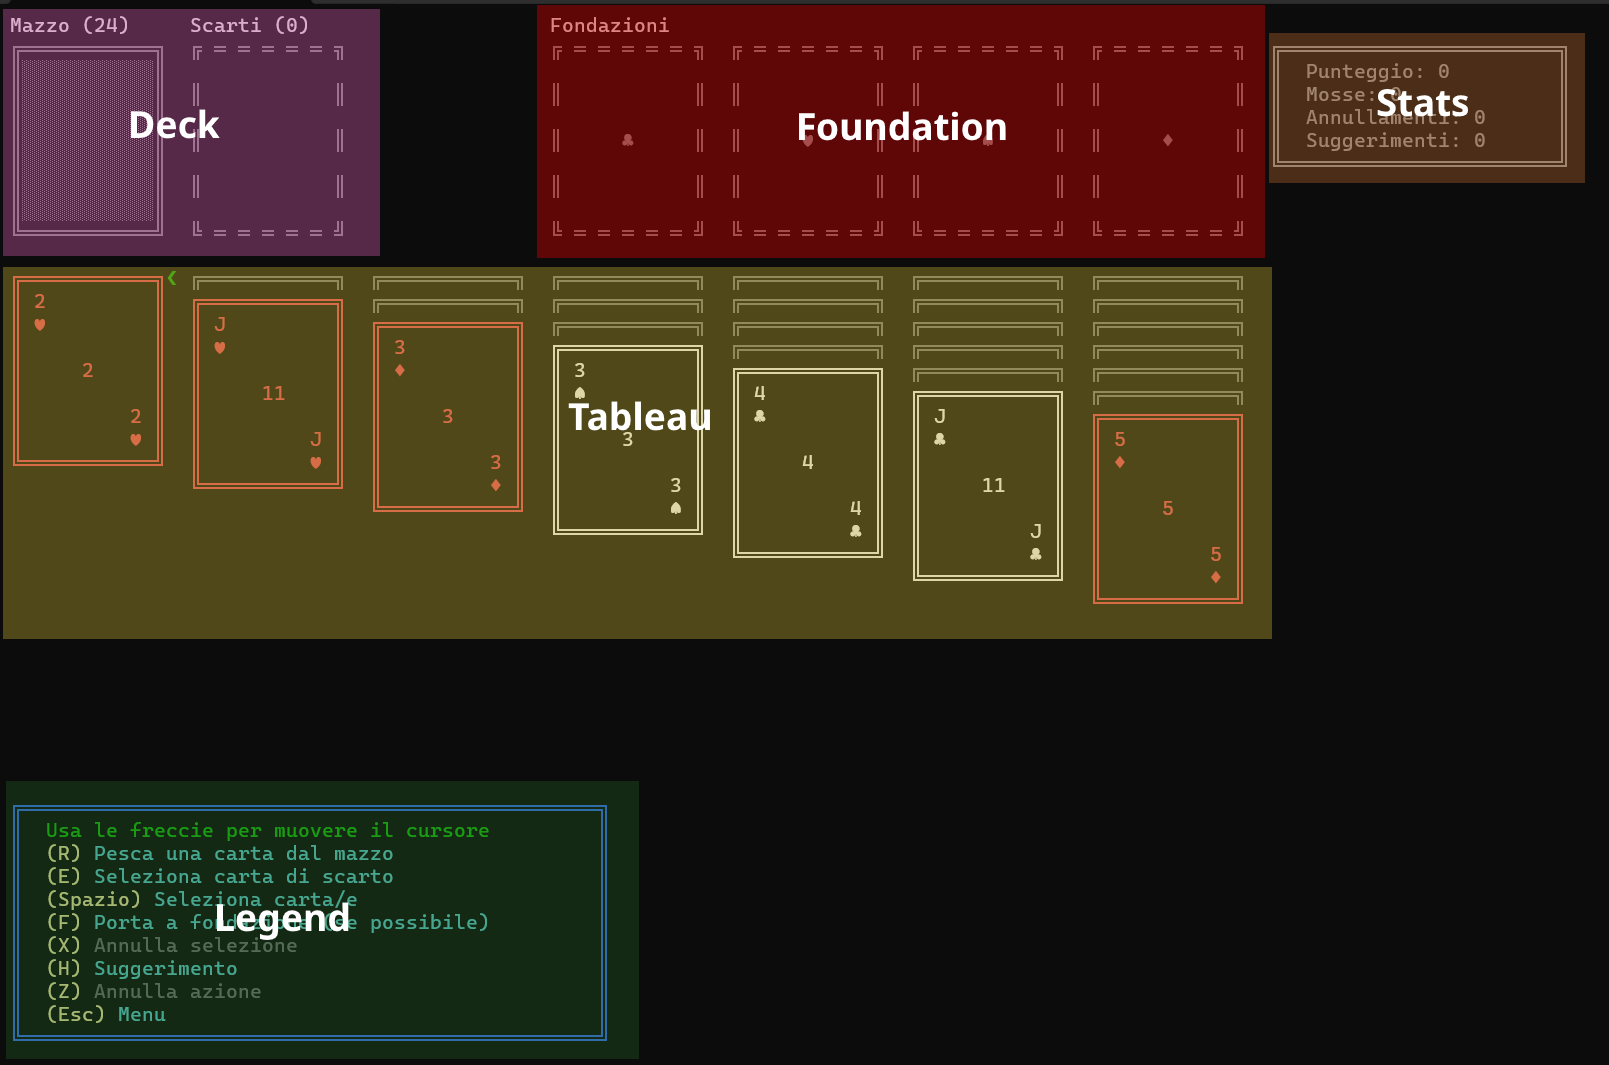 Mazzo (24) Scarti (0)
Deck
Fondazioni
♣ ♥ ♠ ♦
Foundation
Punteggio: 0
Mosse: 0
Annullamenti: 0
Suggerimenti: 0
Stats
<
2
♥
2
2
♥
J
♥
11
J
♥
3
♦
3
3
♦
3
♠
3
3
♠
Tableau
4
♣
4
4
♣
J
♣
11
J
♣
5
♦
5
5
♦
Usa le freccie per muovere il cursore
(R) Pesca una carta dal mazzo
(E) Seleziona carta di scarto
(Spazio) Seleziona carta/e
(F) Porta a fondazione (se possibile)
Legend
(X) Annulla selezione
(H) Suggerimento
(Z) Annulla azione
(Esc) Menu